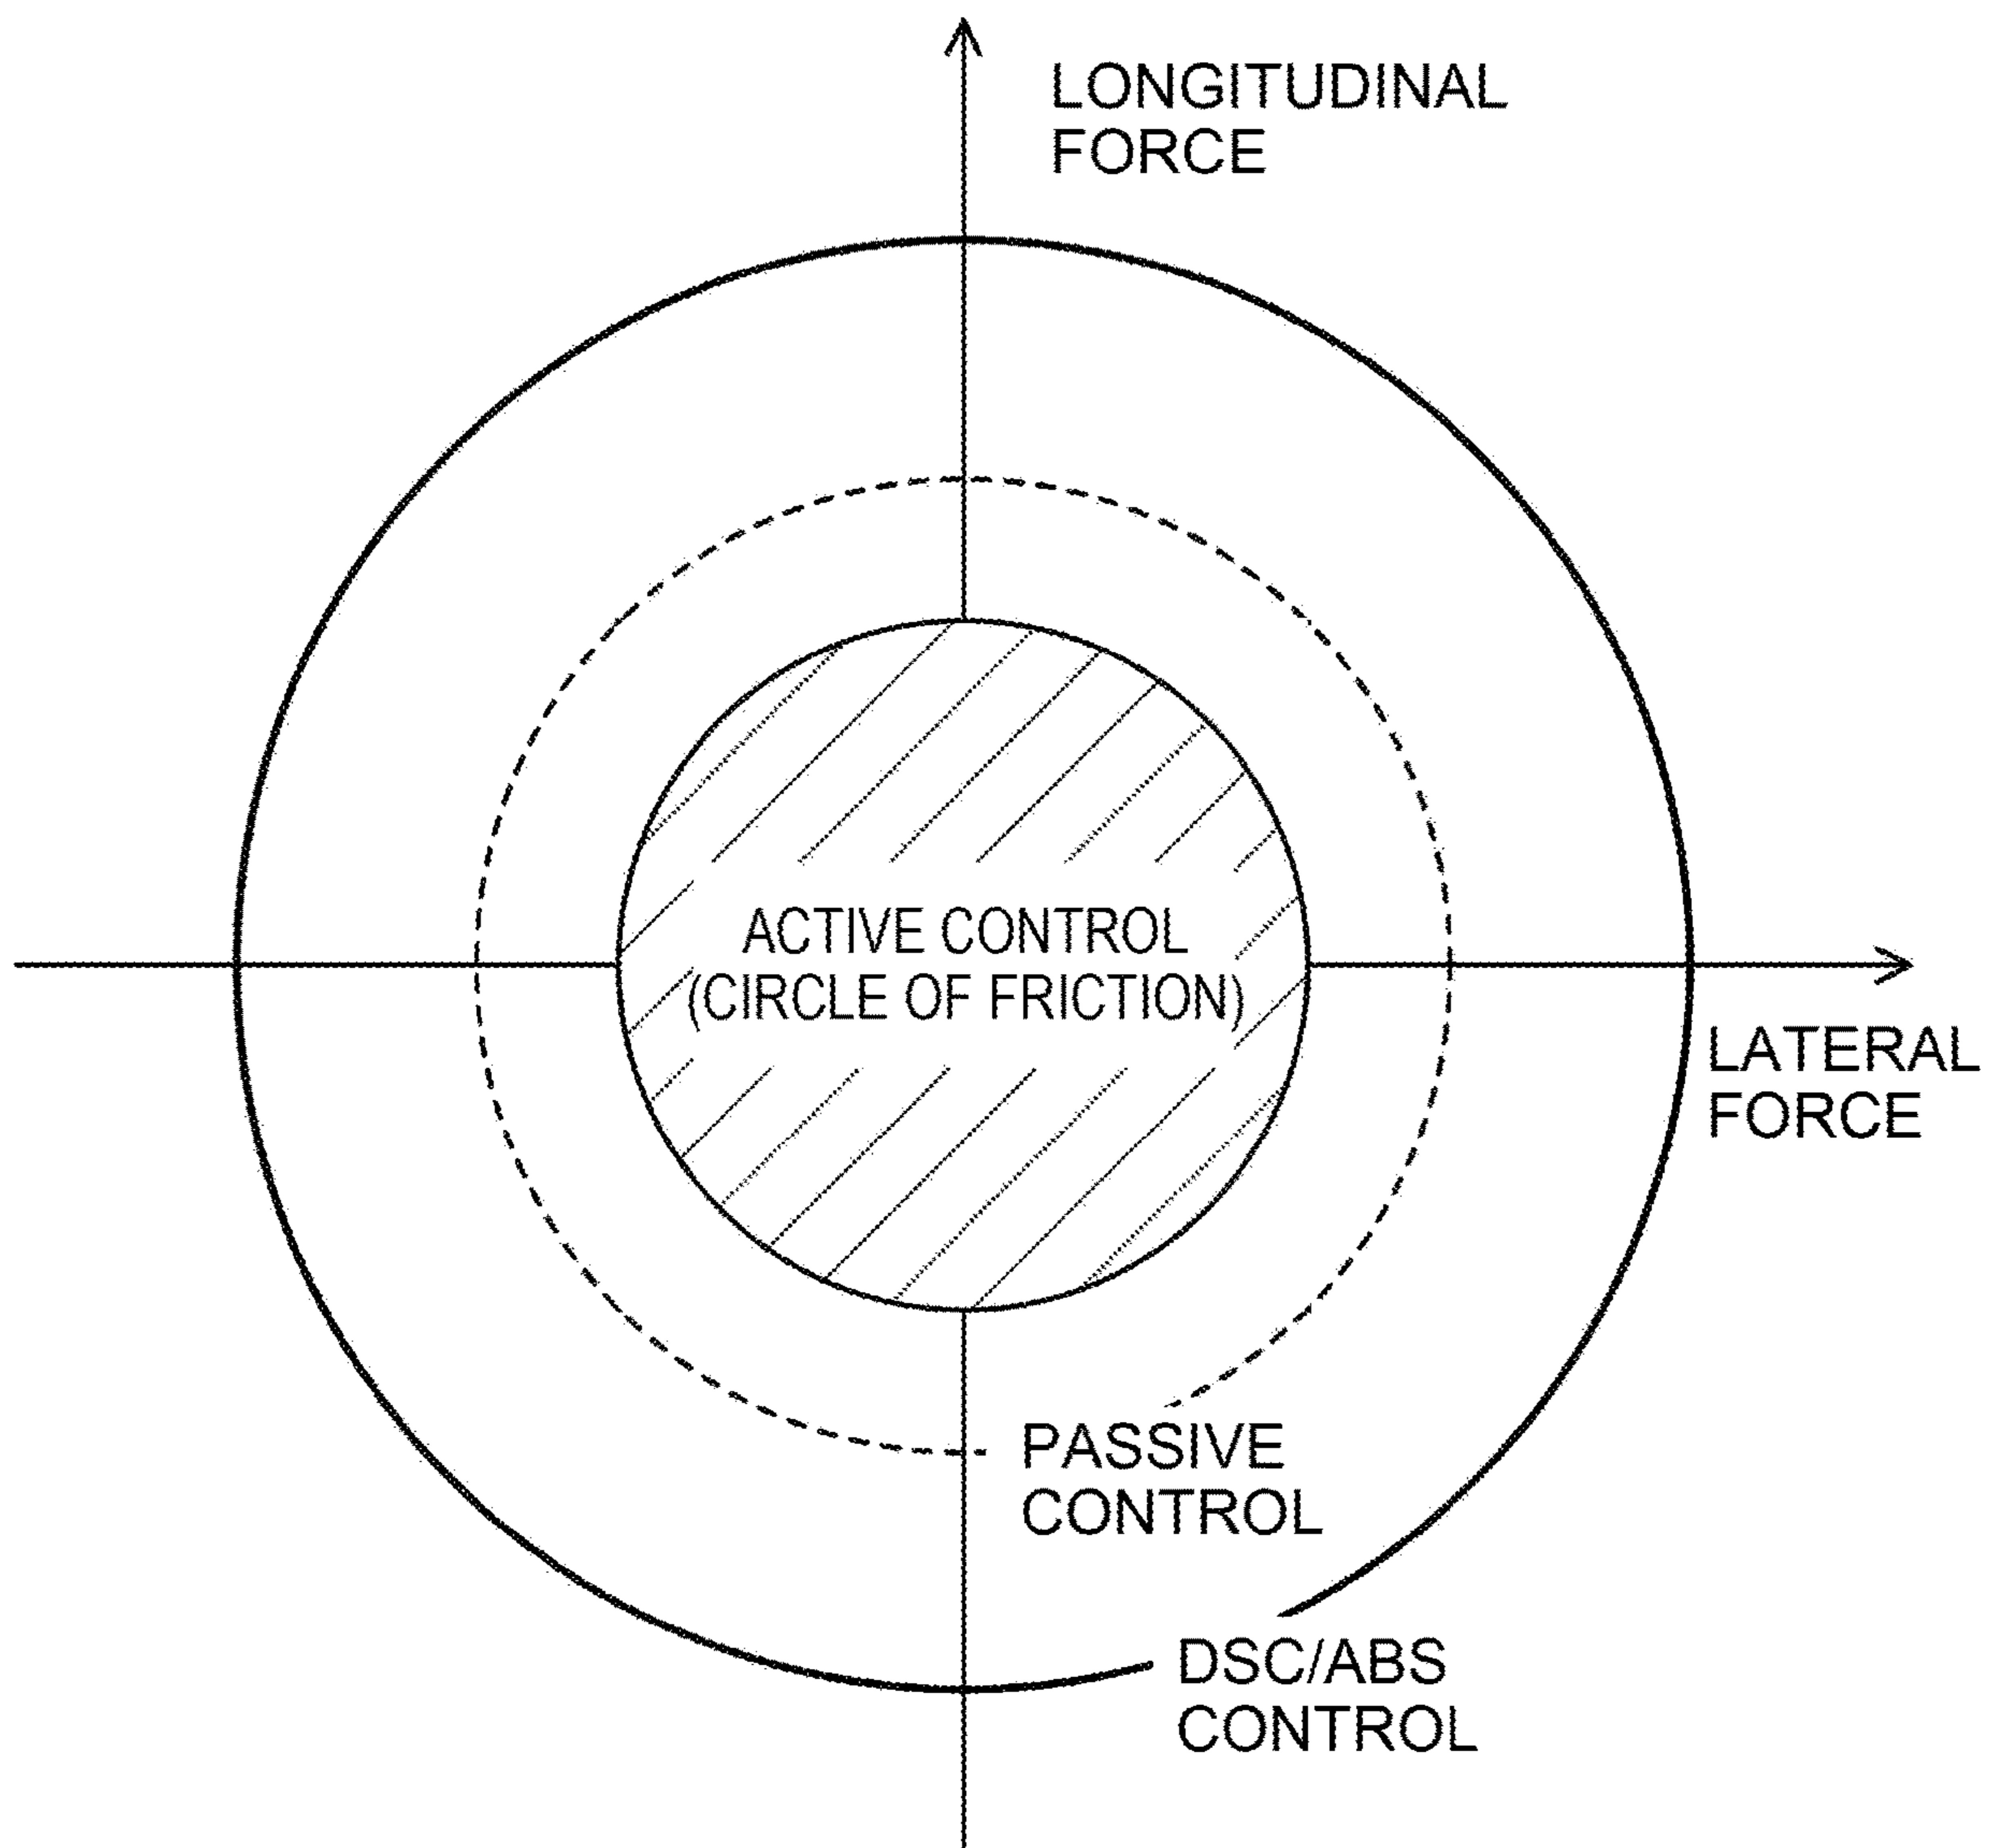 LONGITUDINAL
FORCE
ACTIVE CONTROL
(CIRCLE OF FRICTION)
LATERAL
FORCE
PASSIVE
CONTROL
DSC/ABS
CONTROL